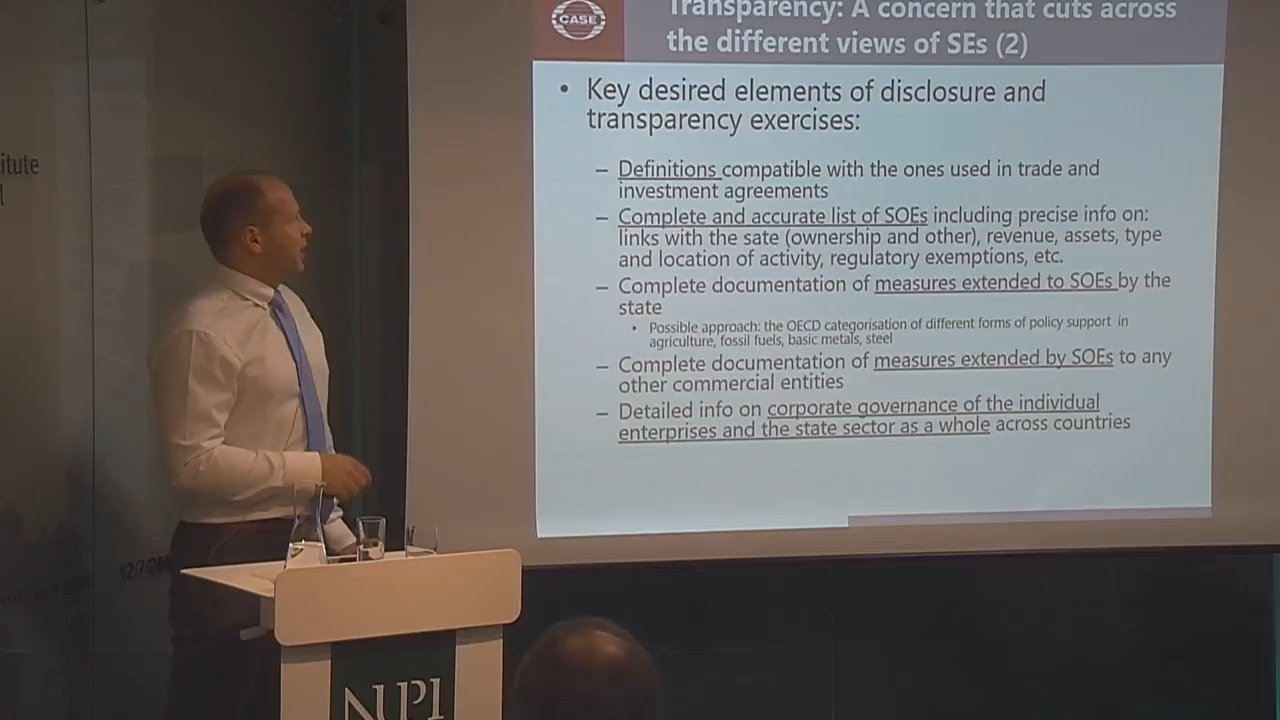 itute
CASE
Transparency: A concern that cuts across
the different views of SEs (2)
• Key desired elements of disclosure and
transparency exercises:
– Definitions compatible with the ones used in trade and
investment agreements
– Complete and accurate list of SOEs including precise info on:
links with the sate (ownership and other), revenue, assets, type
and location of activity, regulatory exemptions, etc.
– Complete documentation of measures extended to SOEs by the
state
• Possible approach: the OECD categorisation of different forms of policy support in
agriculture, fossil fuels, basic metals, steel
– Complete documentation of measures extended by SOEs to any
other commercial entities
– Detailed info on corporate governance of the individual
enterprises and the state sector as a whole across countries
NUPI